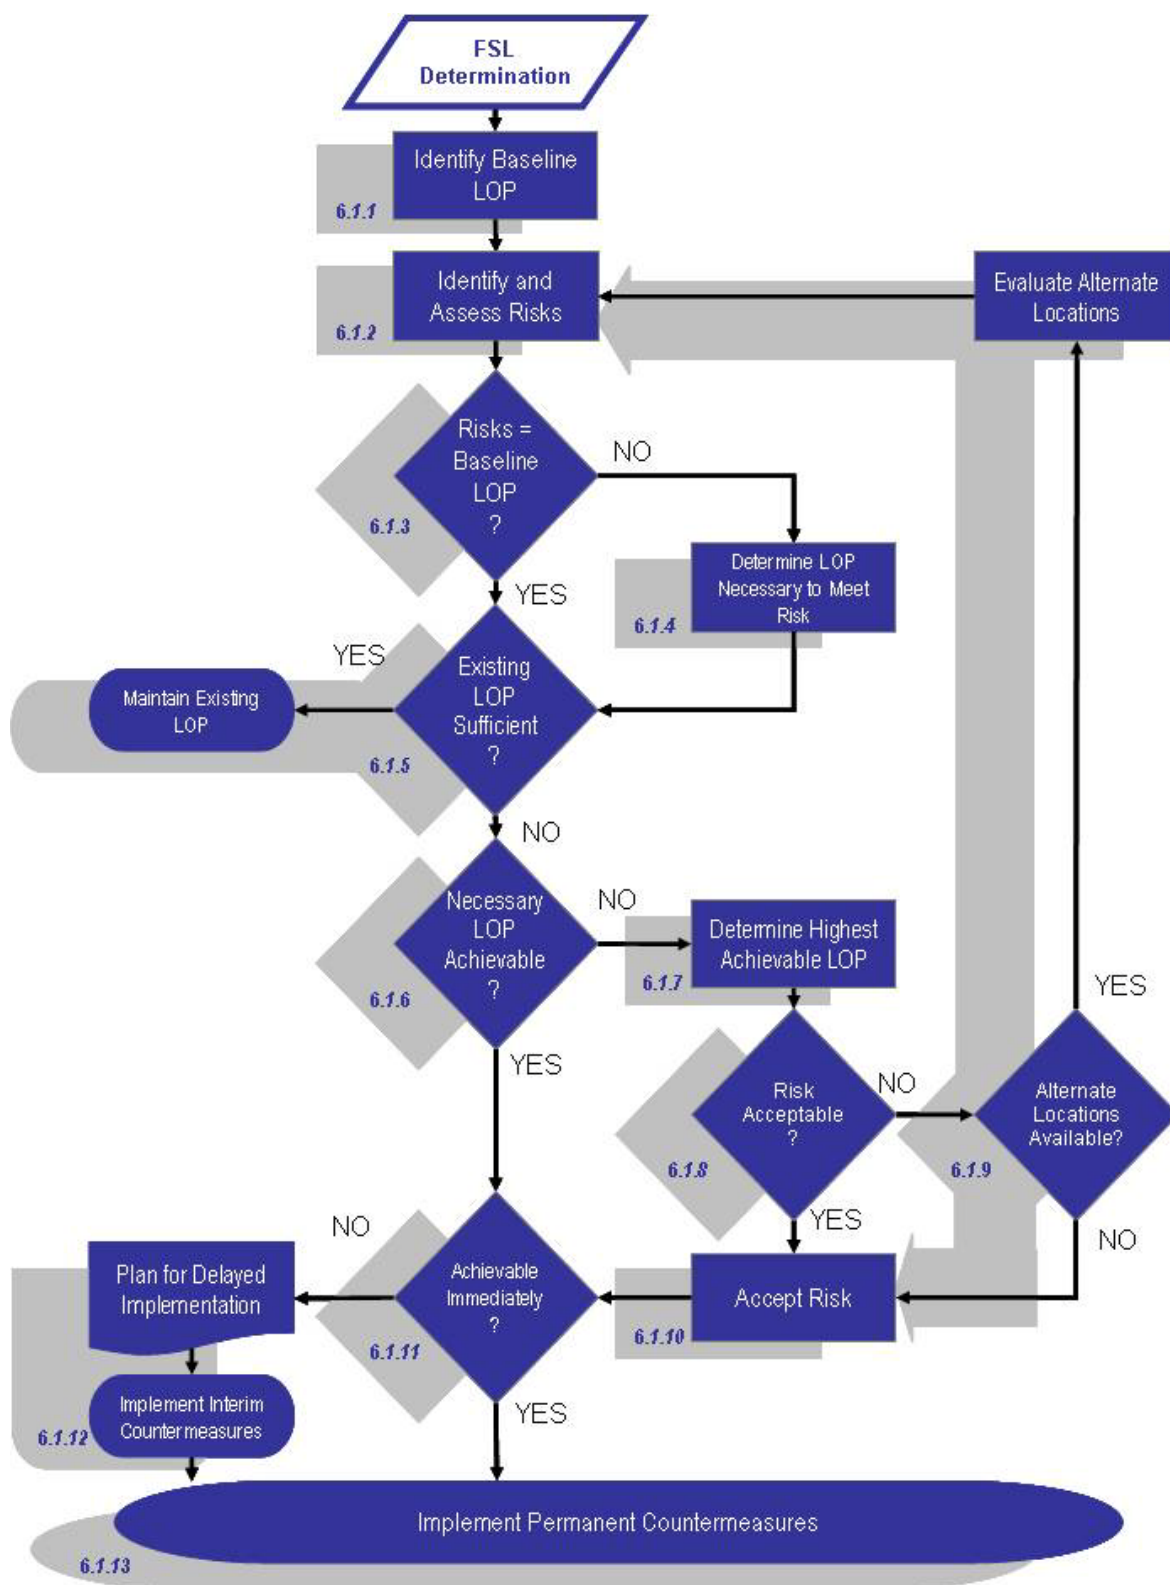 FSL
Determination
Identify Baseline
LOP
6.1.1
Identify and
Assess Risks
6.1.2
Evaluate Alternate
Locations
Risks =
Baseline
LOP
?
6.1.3
NO
YES
Determine LOP
Necessary to Meet
Risk
6.1.4
YES
Existing
LOP
Sufficient
?
Maintain Existing
LOP
6.1.5
NO
Necessary
LOP
Achievable
?
6.1.6
NO
Determine Highest
Achievable LOP
6.1.7
YES
YES
Risk
Acceptable
?
6.1.8
NO
Alternate
Locations
Available?
6.1.9
YES
NO
NO
Plan for Delayed
Implementation
Achievable
Immediately
?
6.1.11
Accept Risk
6.1.10
Implement Interim
Countermeasures
6.1.12
YES
Implement Permanent Countermeasures
6.1.13